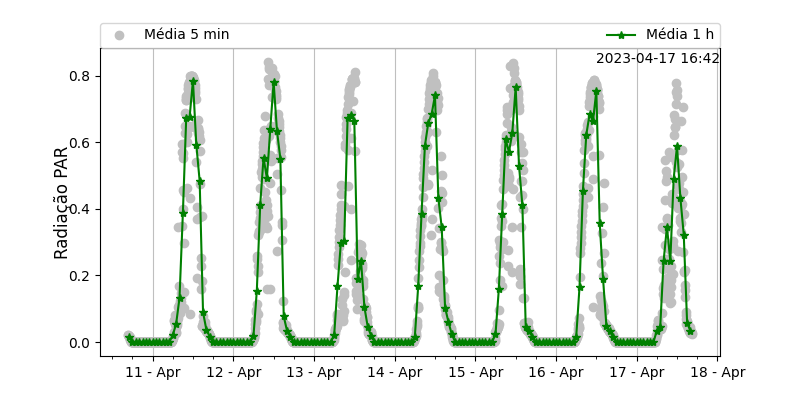 Média 5 min
Média 1 h
2023-04-17 16:42
Radiação PAR
0.8
0.6
0.4
0.2
0.0
11 - Apr
12 - Apr
13 - Apr
14 - Apr
15 - Apr
16 - Apr
17 - Apr
18 - Apr